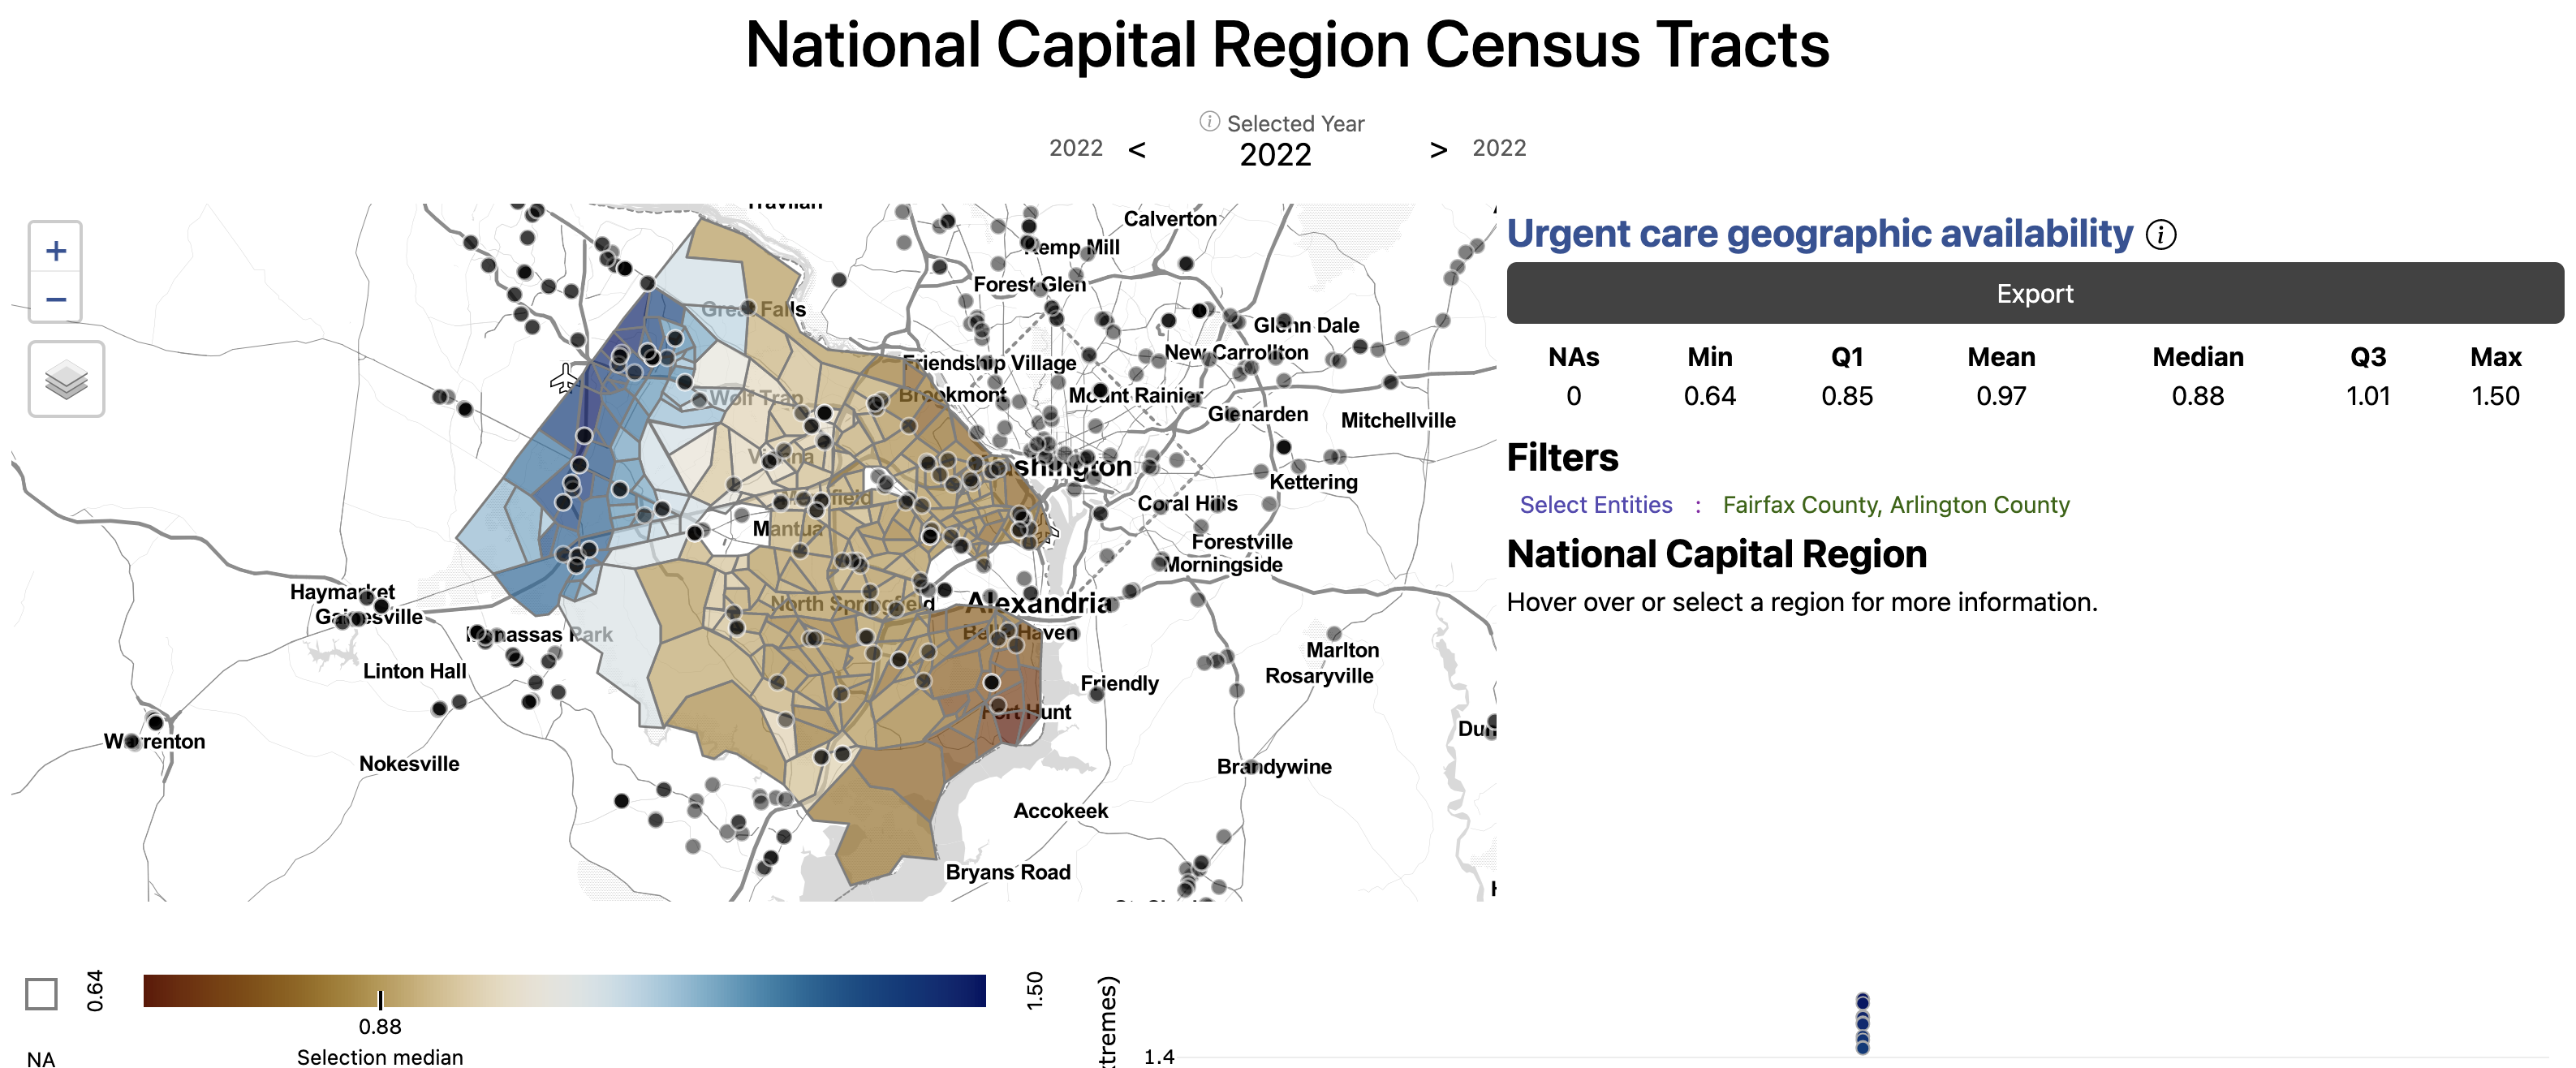 National Capital Region Census Tracts
Selected Year
2022 < 2022 > 2022
+
−
Calverton
Kemp Mill
Forest Glen
Great Falls
Glenn Dale
Friendship Village
New Carrollton
Wolf Trap
Brookmont
Mount Rainier
Glenarden
Mitchellville
Vienna
Kettering
Coral Hills
Mantua
Forestville
Morningside
Haymarket
Gainesville
North Springfield
Alexandria
Manassas Park
Belle Haven
Marlton
Linton Hall
Rosaryville
Friendly
Fort Hunt
Warrenton
Nokesville
Brandywine
Accokeek
Bryans Road
Urgent care geographic availability
Export
NAs Min Q1 Mean Median Q3 Max
0 0.64 0.85 0.97 0.88 1.01 1.50
Filters
Select Entities : Fairfax County, Arlington County
National Capital Region
Hover over or select a region for more information.
NA
0.64
0.88
Selection median
1.50
1.4